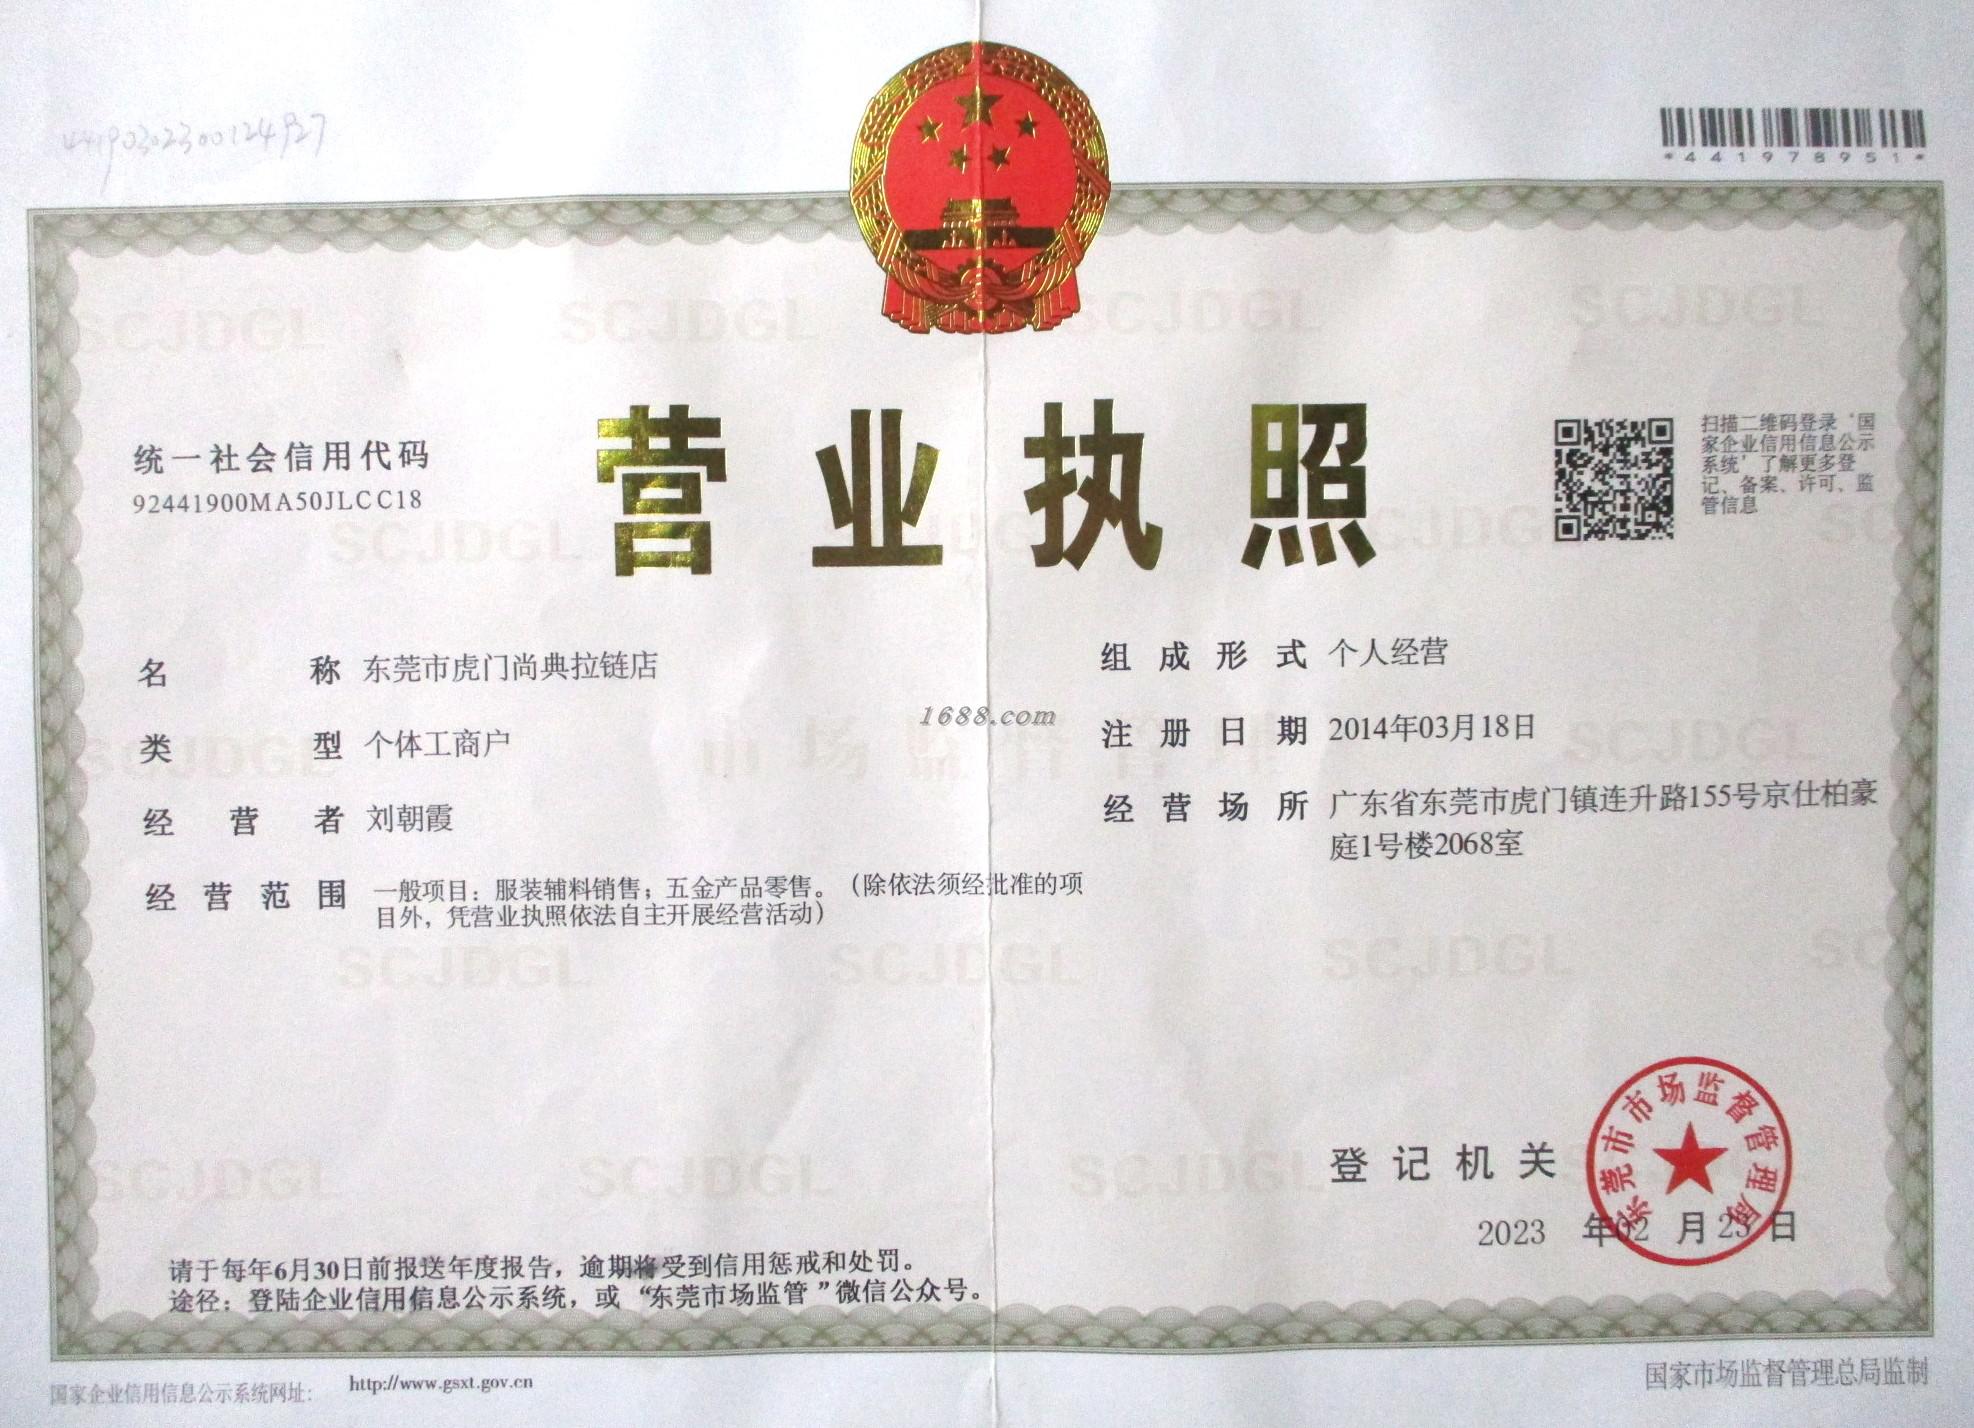 44190302300124927
*441978951*
营业执照
统一社会信用代码
92441900MA50JLCC18
扫描二维码登录‘国
家企业信用信息公示
系统’了解更多登
记、备案、许可、监
管信息
名称 东莞市虎门尚典拉链店
类型 个体工商户
经营者 刘朝霞
经营范围 一般项目：服装辅料销售；五金产品零售。（除依法须经批准的项
目外，凭营业执照依法自主开展经营活动）
组成形式 个人经营
注册日期 2014年03月18日
经营场所 广东省东莞市虎门镇连升路155号京仕柏豪
庭1号楼2068室
1688.com
市场监督管理
SCJDGL
登记机关
东莞市市场监督管理局
2023 年02 月23日
请于每年6月30日前报送年度报告，逾期将受到信用惩戒和处罚。
途径：登陆企业信用信息公示系统，或“东莞市场监管”微信公众号。
国家企业信用信息公示系统网址： http://www.gsxt.gov.cn
国家市场监督管理总局监制